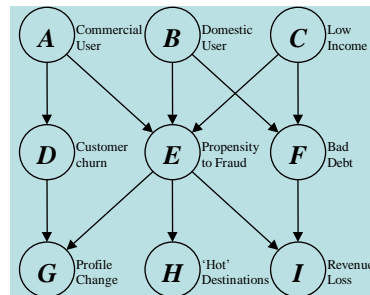 A Commercial User
B Domestic User
C Low Income
D Customer churn
E Propensity to Fraud
F Bad Debt
G Profile Change
H ‘Hot’ Destinations
I Revenue Loss